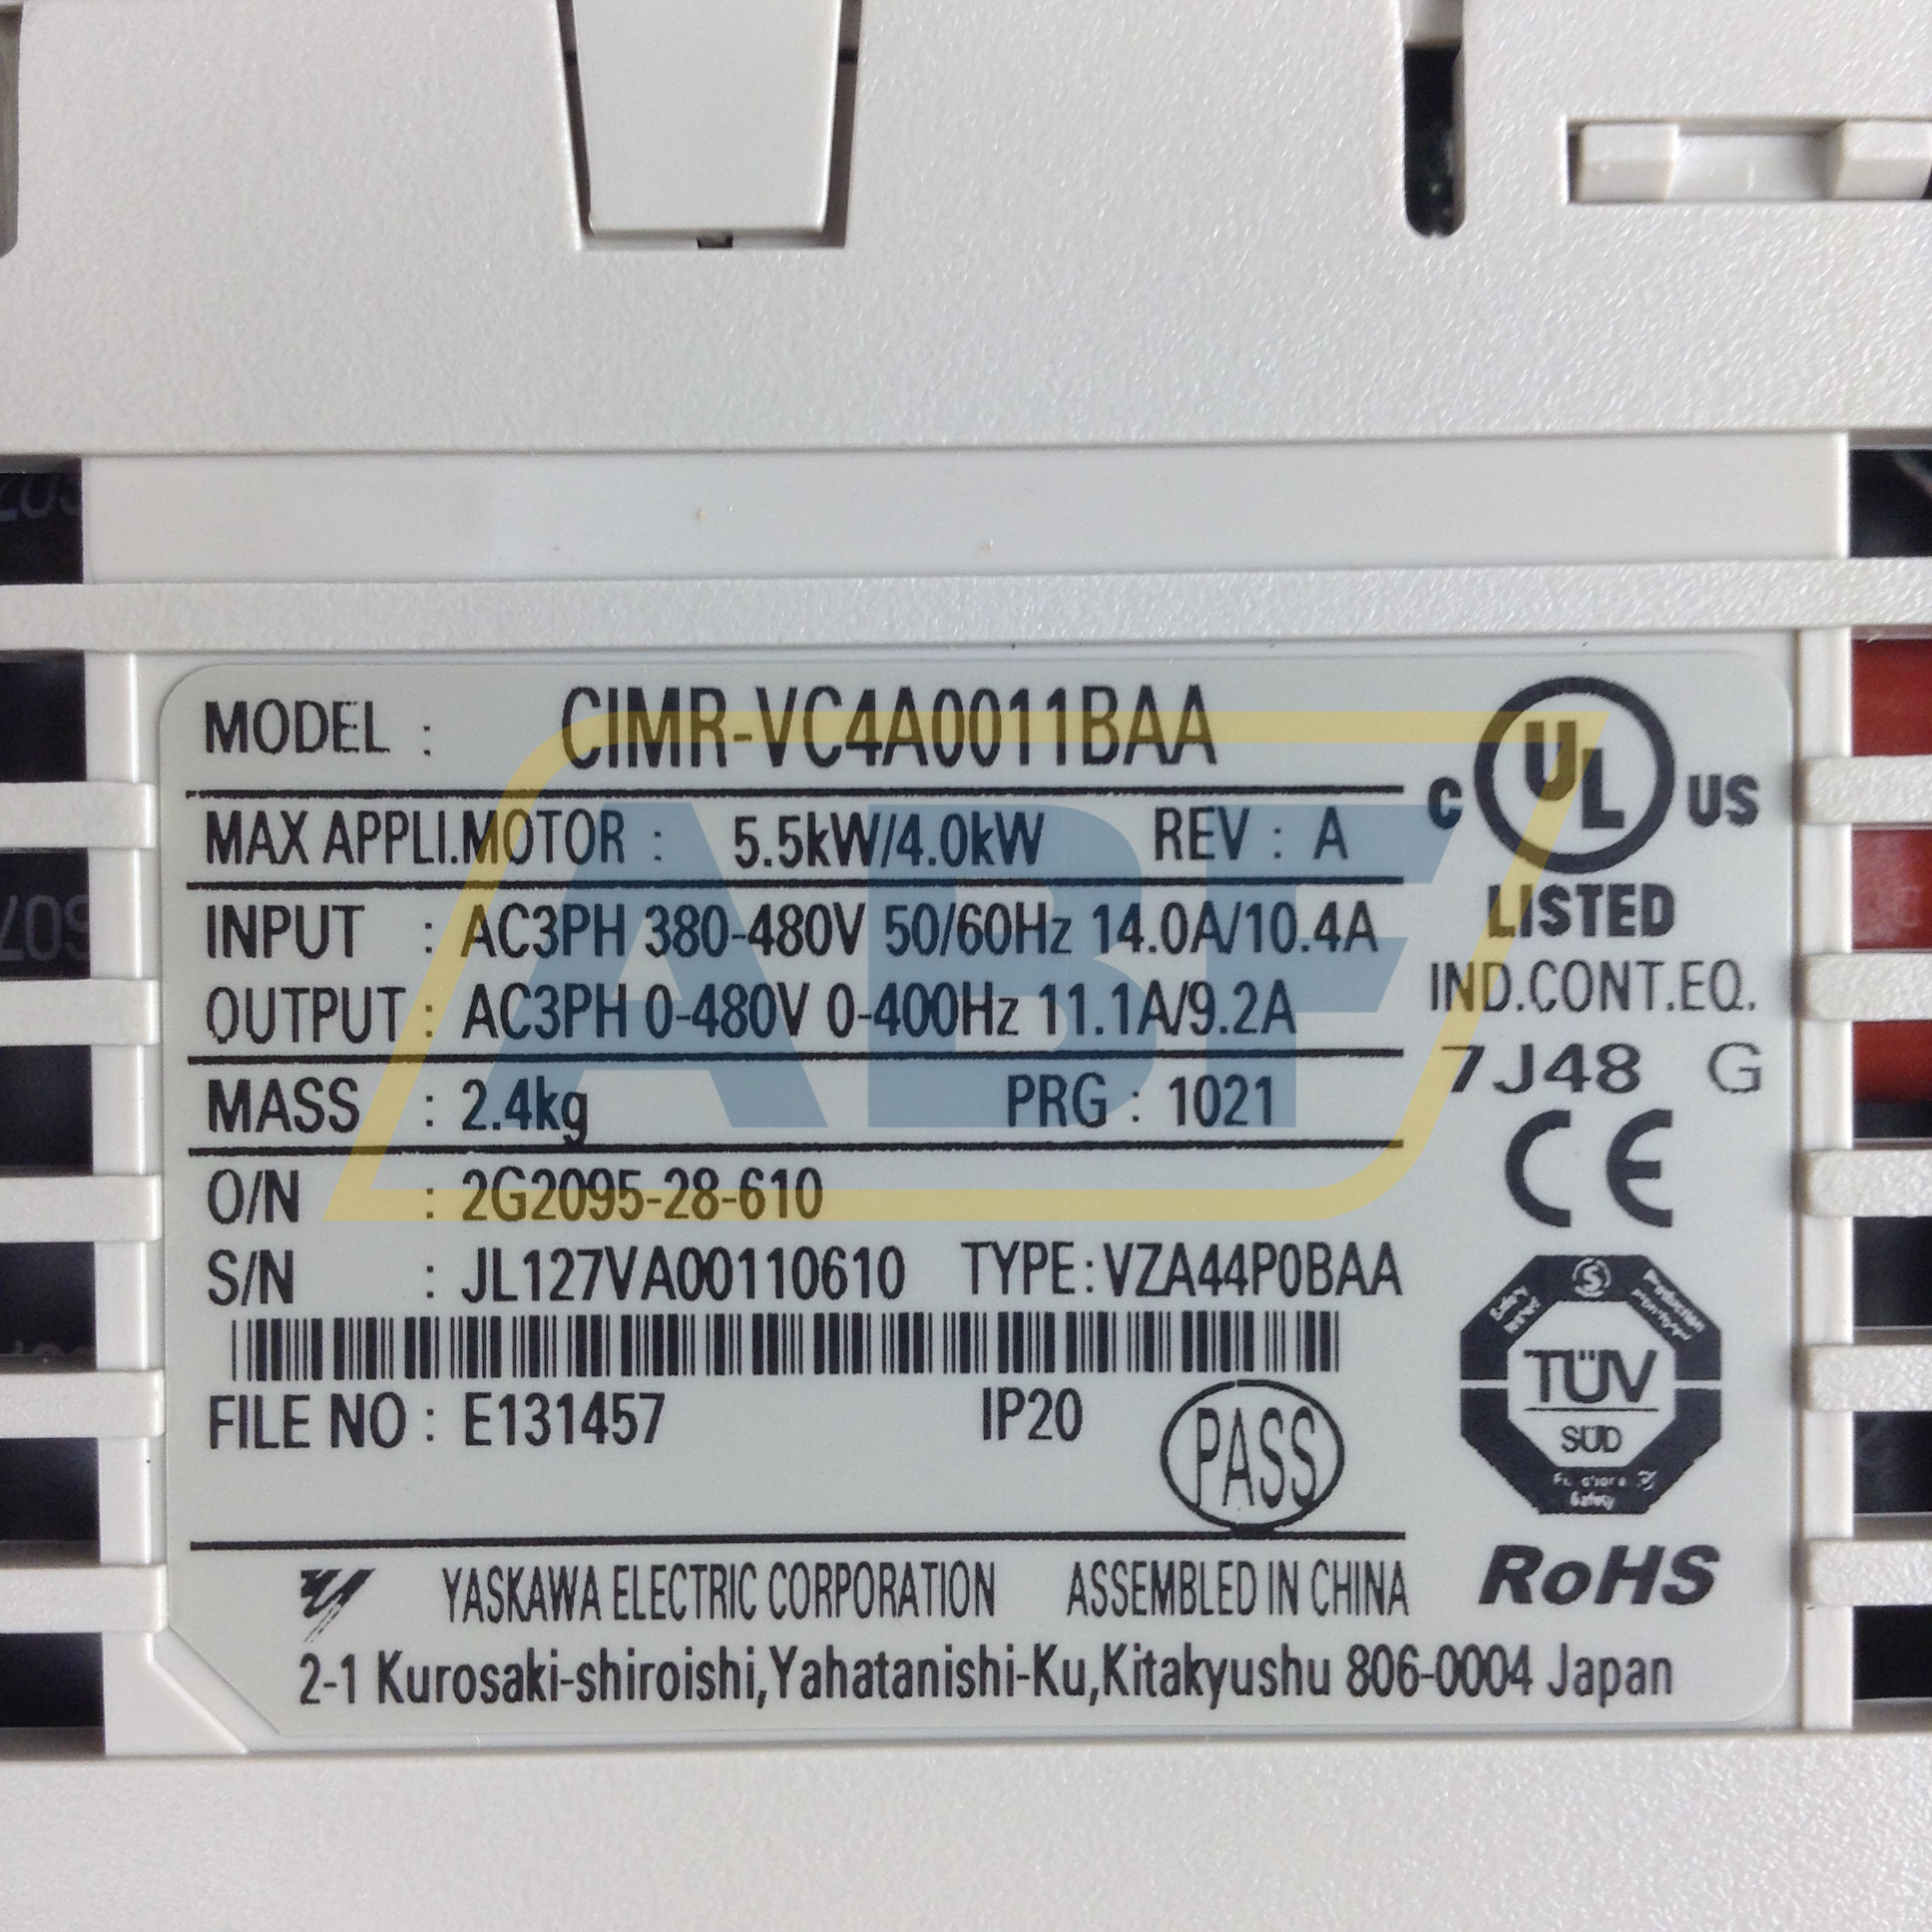 MODEL : CIMR-VC4A0011BAA
MAX APPLI.MOTOR : 5.5kW/4.0kW REV : A
INPUT : AC3PH 380-480V 50/60Hz 14.0A/10.4A
OUTPUT : AC3PH 0-480V 0-400Hz 11.1A/9.2A
MASS : 2.4kg PRG : 1021
O/N : 2G2095-28-610
S/N : JL127VA00110610 TYPE : VZA44P0BAA
FILE NO : E131457 IP20
PASS
YASKAWA ELECTRIC CORPORATION ASSEMBLED IN CHINA
2-1 Kurosaki-shiroishi,Yahatanishi-Ku,Kitakyushu 806-0004 Japan
C UL US
LISTED
IND.CONT.EQ.
7J48 G
CE
TÜV
SÜD
Safety
RoHS
ABF